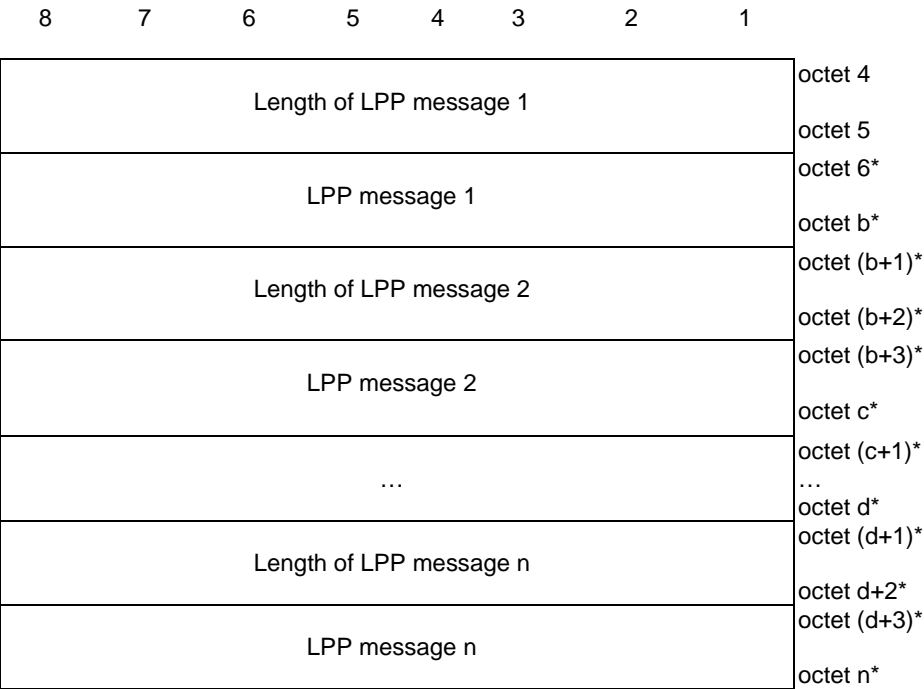 8 7 6 5 4 3 2 1
octet 4
Length of LPP message 1
octet 5
octet 6*
LPP message 1
octet b*
octet (b+1)*
Length of LPP message 2
octet (b+2)*
octet (b+3)*
LPP message 2
octet c*
octet (c+1)*
… …
octet d*
octet (d+1)*
Length of LPP message n
octet d+2*
octet (d+3)*
LPP message n
octet n*